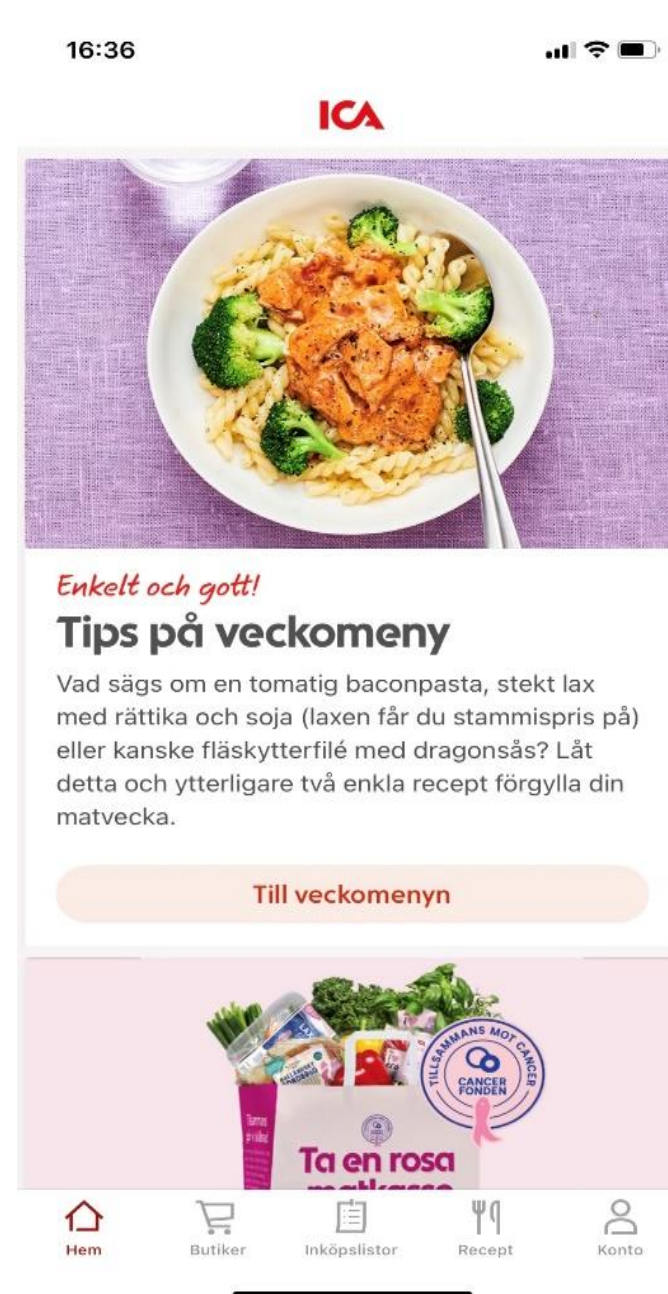 16:36
ICA
Enkelt och gott!
Tips på veckomeny
Vad sägs om en tomatig baconpasta, stekt lax
med rättika och soja (laxen får du stammispris på)
eller kanske fläskytterfilé med dragonsås? Låt
detta och ytterligare två enkla recept förgylla din
matvecka.
Till veckomenyn
TILLSAMMANS MOT CANCER
CANCER
FONDEN
Ta en rosa
matkasse
Hem
Butiker
Inköpslistor
Recept
Konto